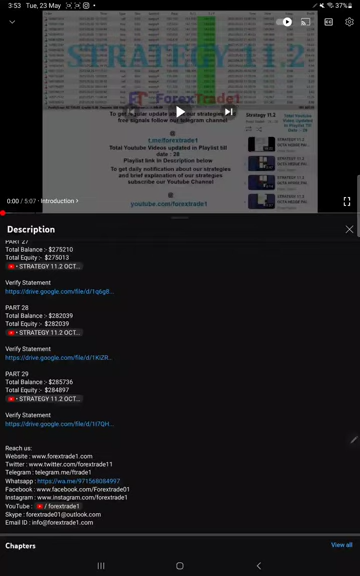 3:53 Tue, 23 May
37%
STRATEGY 11.2
ForexTrade1
free signals follow our telegram channel
t.me/forextrade1
Total Youtube Videos updated in Playlist till
date : 28
Playlist link in Description below
To get daily notification about our strategies
and brief explanation of our strategies
subscribe our Youtube Channel
youtube.com/forextrade1
Strategy 11.2
0:00 / 5:07 · Introduction >
Description
PART 27
Total Balance :- $275210
Total Equity :- $275013
• STRATEGY 11.2 OCT...
Verify Statement
https://drive.google.com/file/d/1q6g8...
PART 28
Total Balance :- $282039
Total Equity :- $282039
• STRATEGY 11.2 OCT...
Verify Statement
https://drive.google.com/file/d/1KiZR...
PART 29
Total Balance :- $285736
Total Equity :- $284897
• STRATEGY 11.2 OCT...
Verify Statement
https://drive.google.com/file/d/1I7QH...
Reach us:
Website : www.forextrade1.com
Twitter : www.twitter.com/forextrade11
Telegram : telegram.me/ftrade1
Whatsapp : https://wa.me/971568084997
Facebook : www.facebook.com/Forextrade01
Instagram : www.instagram.com/forextrade1
YouTube : / forextrade1
Skype : forextrade01@outlook.com
Email ID : info@forextrade1.com
Chapters
View all